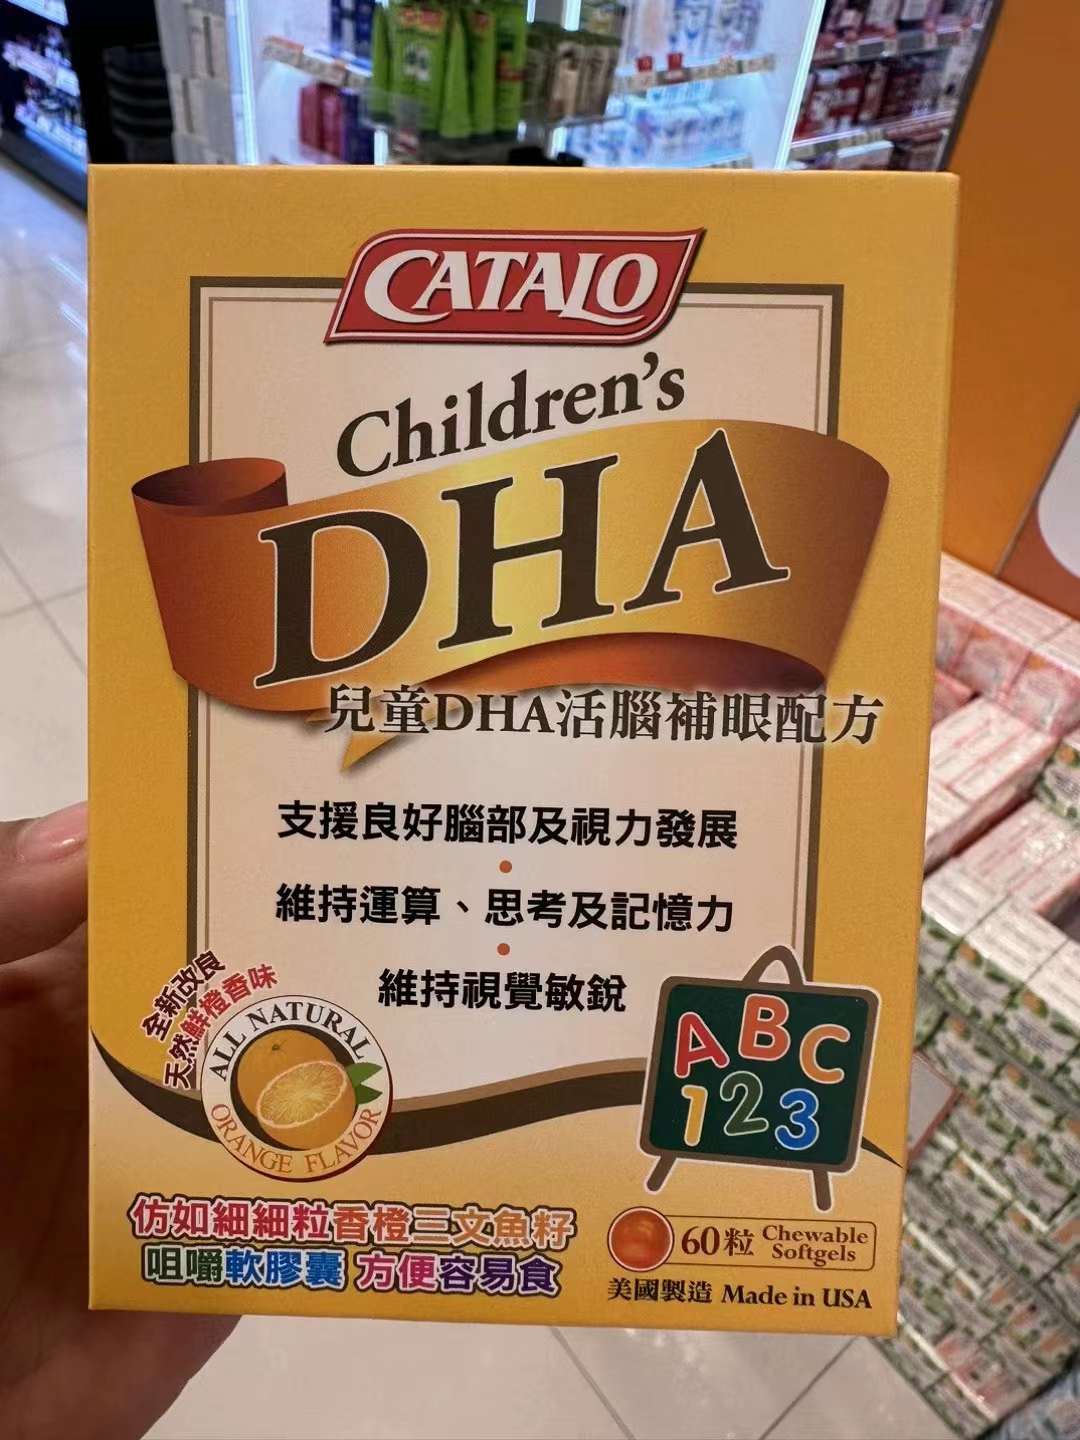 CATALO
Children's
DHA
兒童DHA活腦補眼配方
支援良好腦部及視力發展
維持運算、思考及記憶力
維持視覺敏銳
全新改良
天然鮮橙香味
ALL NATURAL
ORANGE FLAVOR
ABC
123
仿如細細粒香橙三文魚籽
咀嚼軟膠囊 方便容易食
60粒 Chewable
Softgels
美國製造 Made in USA